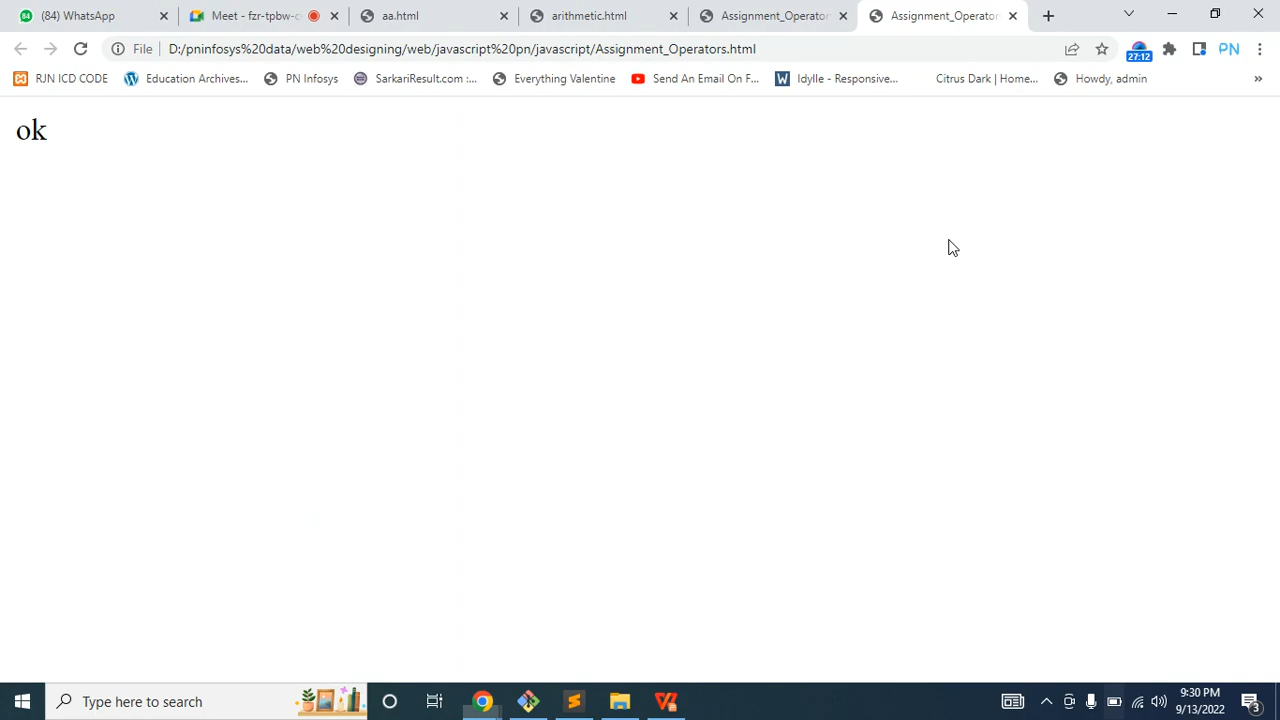 (84) WhatsApp
Meet - fzr-tpbw-c
aa.html
arithmetic.html
Assignment_Operator
Assignment_Operator
File
D:/pninfosys%20data/web%20designing/web/javascript%20pn/javascript/Assignment_Operators.html
27:12
PN
RJN ICD CODE
Education Archives...
PN Infosys
SarkariResult.com :...
Everything Valentine
Send An Email On F...
Idylle - Responsive...
Citrus Dark | Home...
Howdy, admin
»
ok
Type here to search
9:30 PM
9/13/2022
3